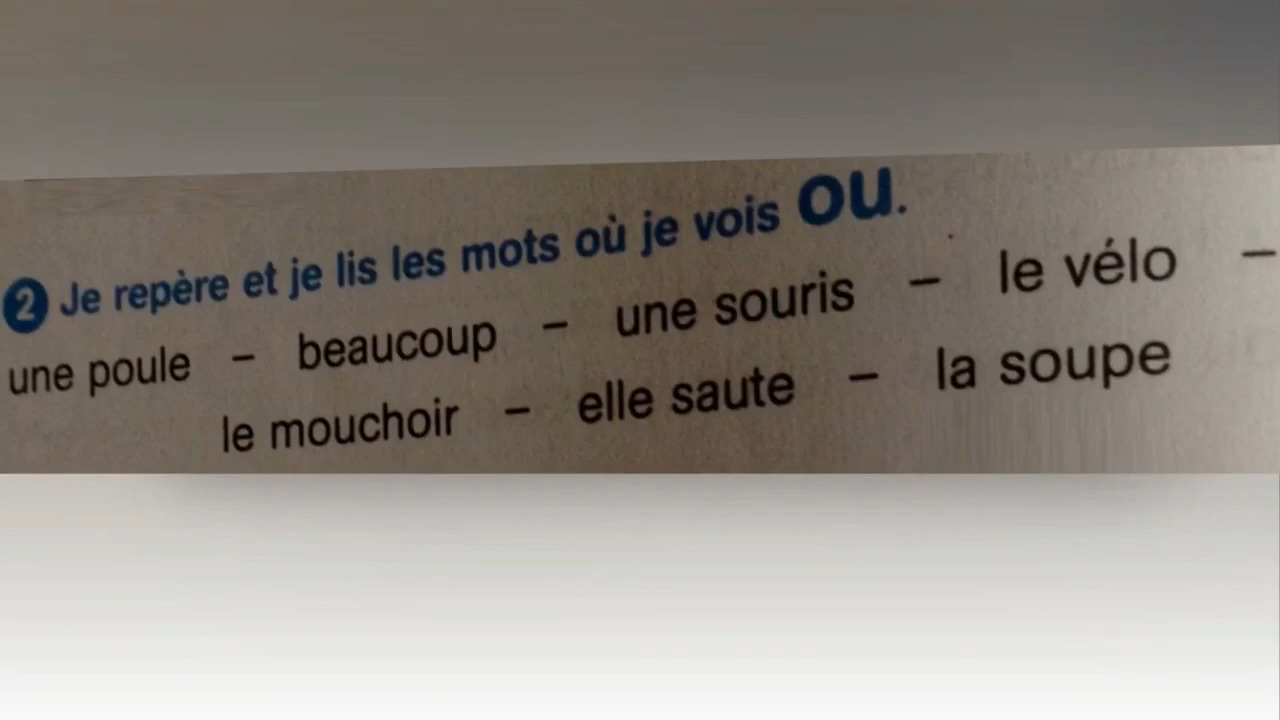 2 Je repère et je lis les mots où je vois ou.
une poule – beaucoup – une souris – le vélo –
le mouchoir – elle saute – la soupe